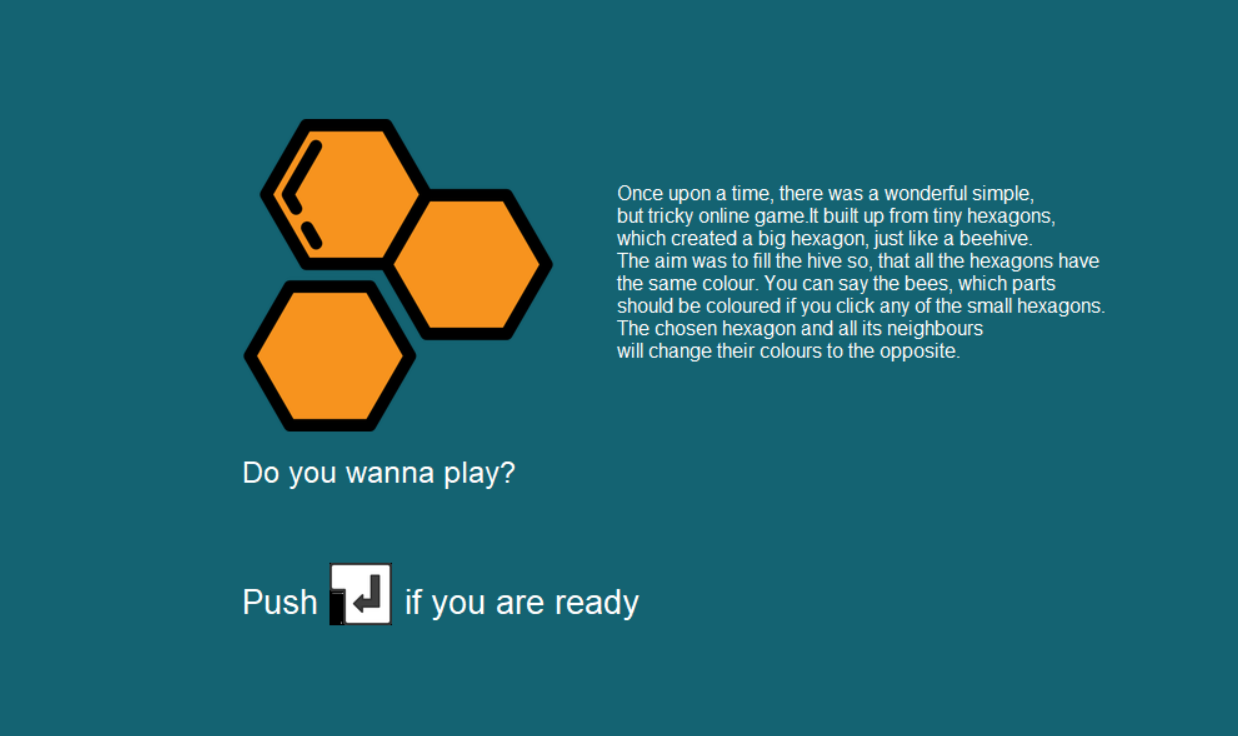 Once upon a time, there was a wonderful simple,
but tricky online game.It built up from tiny hexagons,
which created a big hexagon, just like a beehive.
The aim was to fill the hive so, that all the hexagons have
the same colour. You can say the bees, which parts
should be coloured if you click any of the small hexagons.
The chosen hexagon and all its neighbours
will change their colours to the opposite.
Do you wanna play?
Push if you are ready